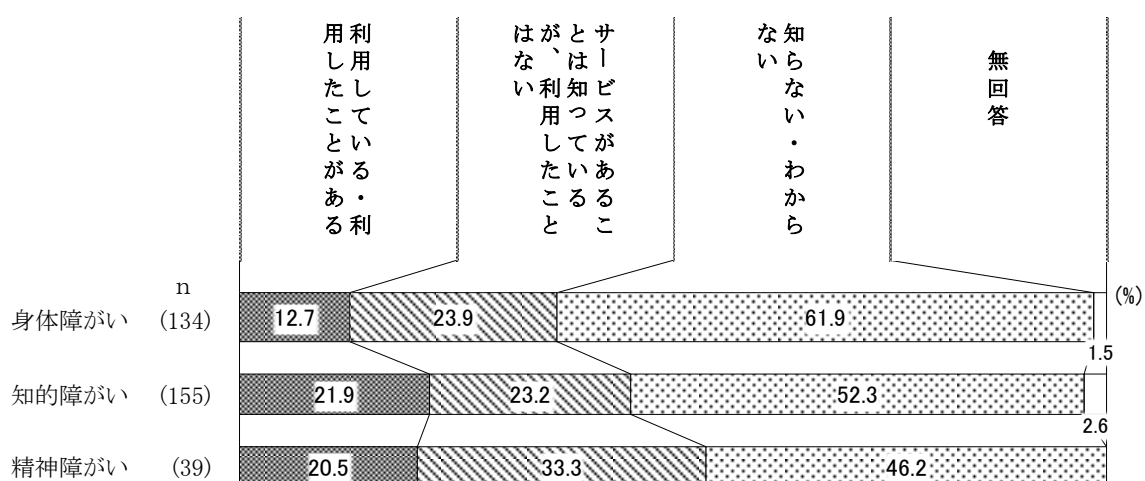 利用している・利
用したことがある
サービスがあるこ
とは知っている
が、利用したこと
はない
知らない・わから
ない
無回答
n
(%)
身体障がい (134) 12.7 23.9 61.9 1.5
知的障がい (155) 21.9 23.2 52.3 2.6
精神障がい (39) 20.5 33.3 46.2